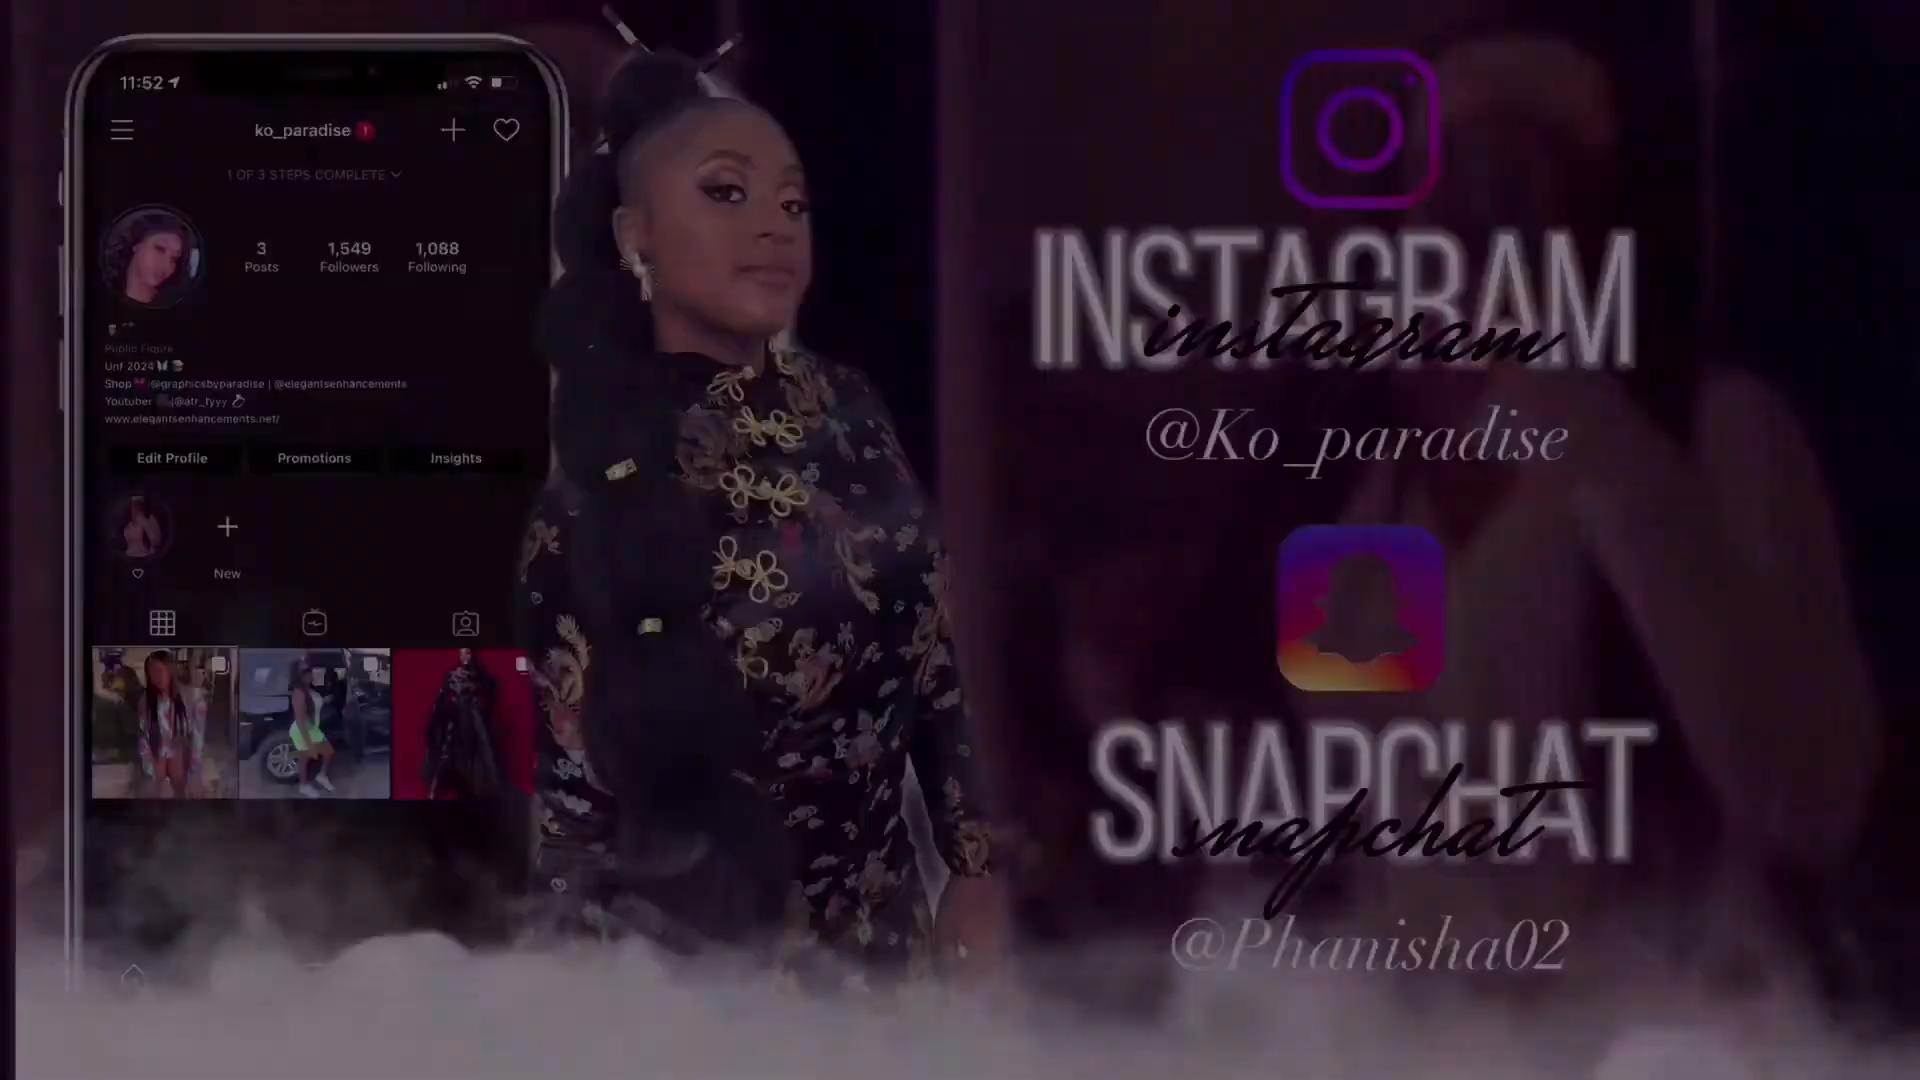 11:52
ko_paradise 1
1 OF 3 STEPS COMPLETE
3 1,549 1,088
Posts Followers Following
Public Figure
Unf 2024
Shop @graphicsbyparadise | @elegantsenhancements
Youtuber |@atr_tyyy
www.elegantsenhancements.net/
Edit Profile Promotions Insights
New
INSTAGRAM
instagram
@Ko_paradise
SNAPCHAT
snapchat
@Phanisha02